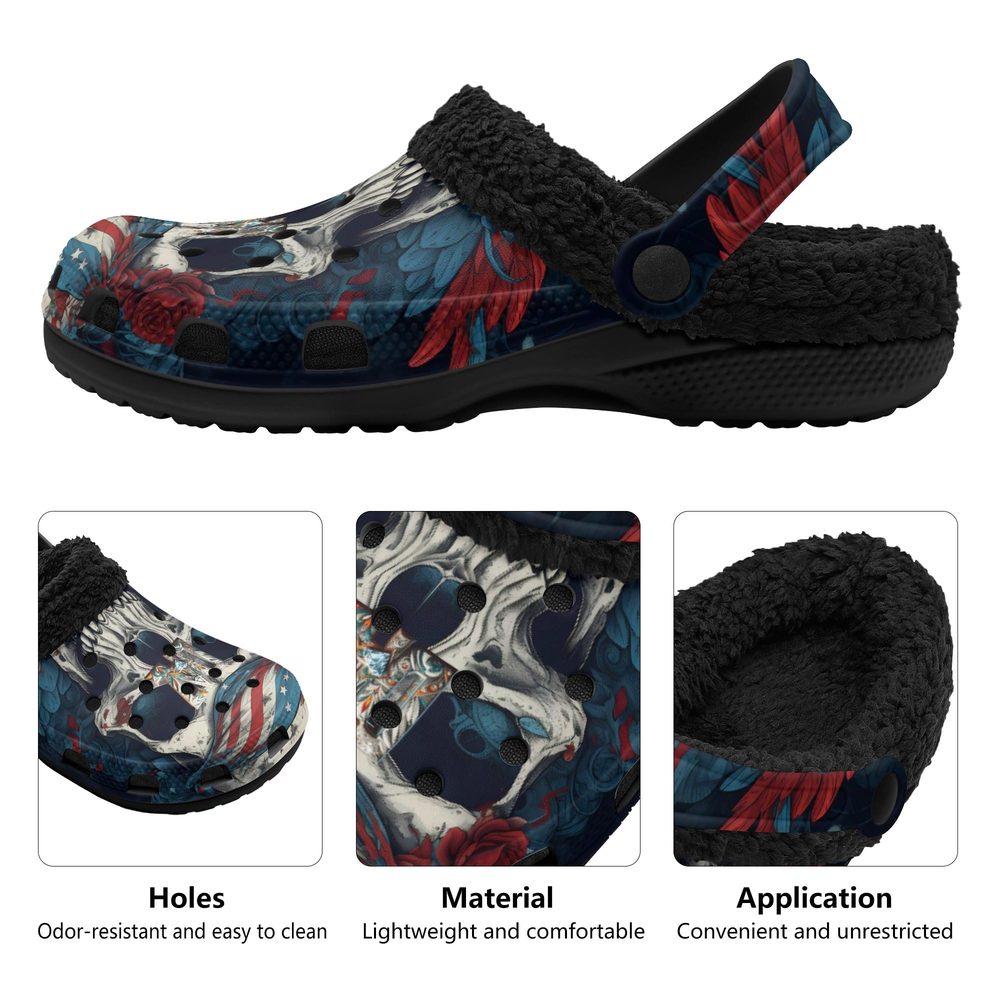 Holes
Odor-resistant and easy to clean
Material
Lightweight and comfortable
Application
Convenient and unrestricted